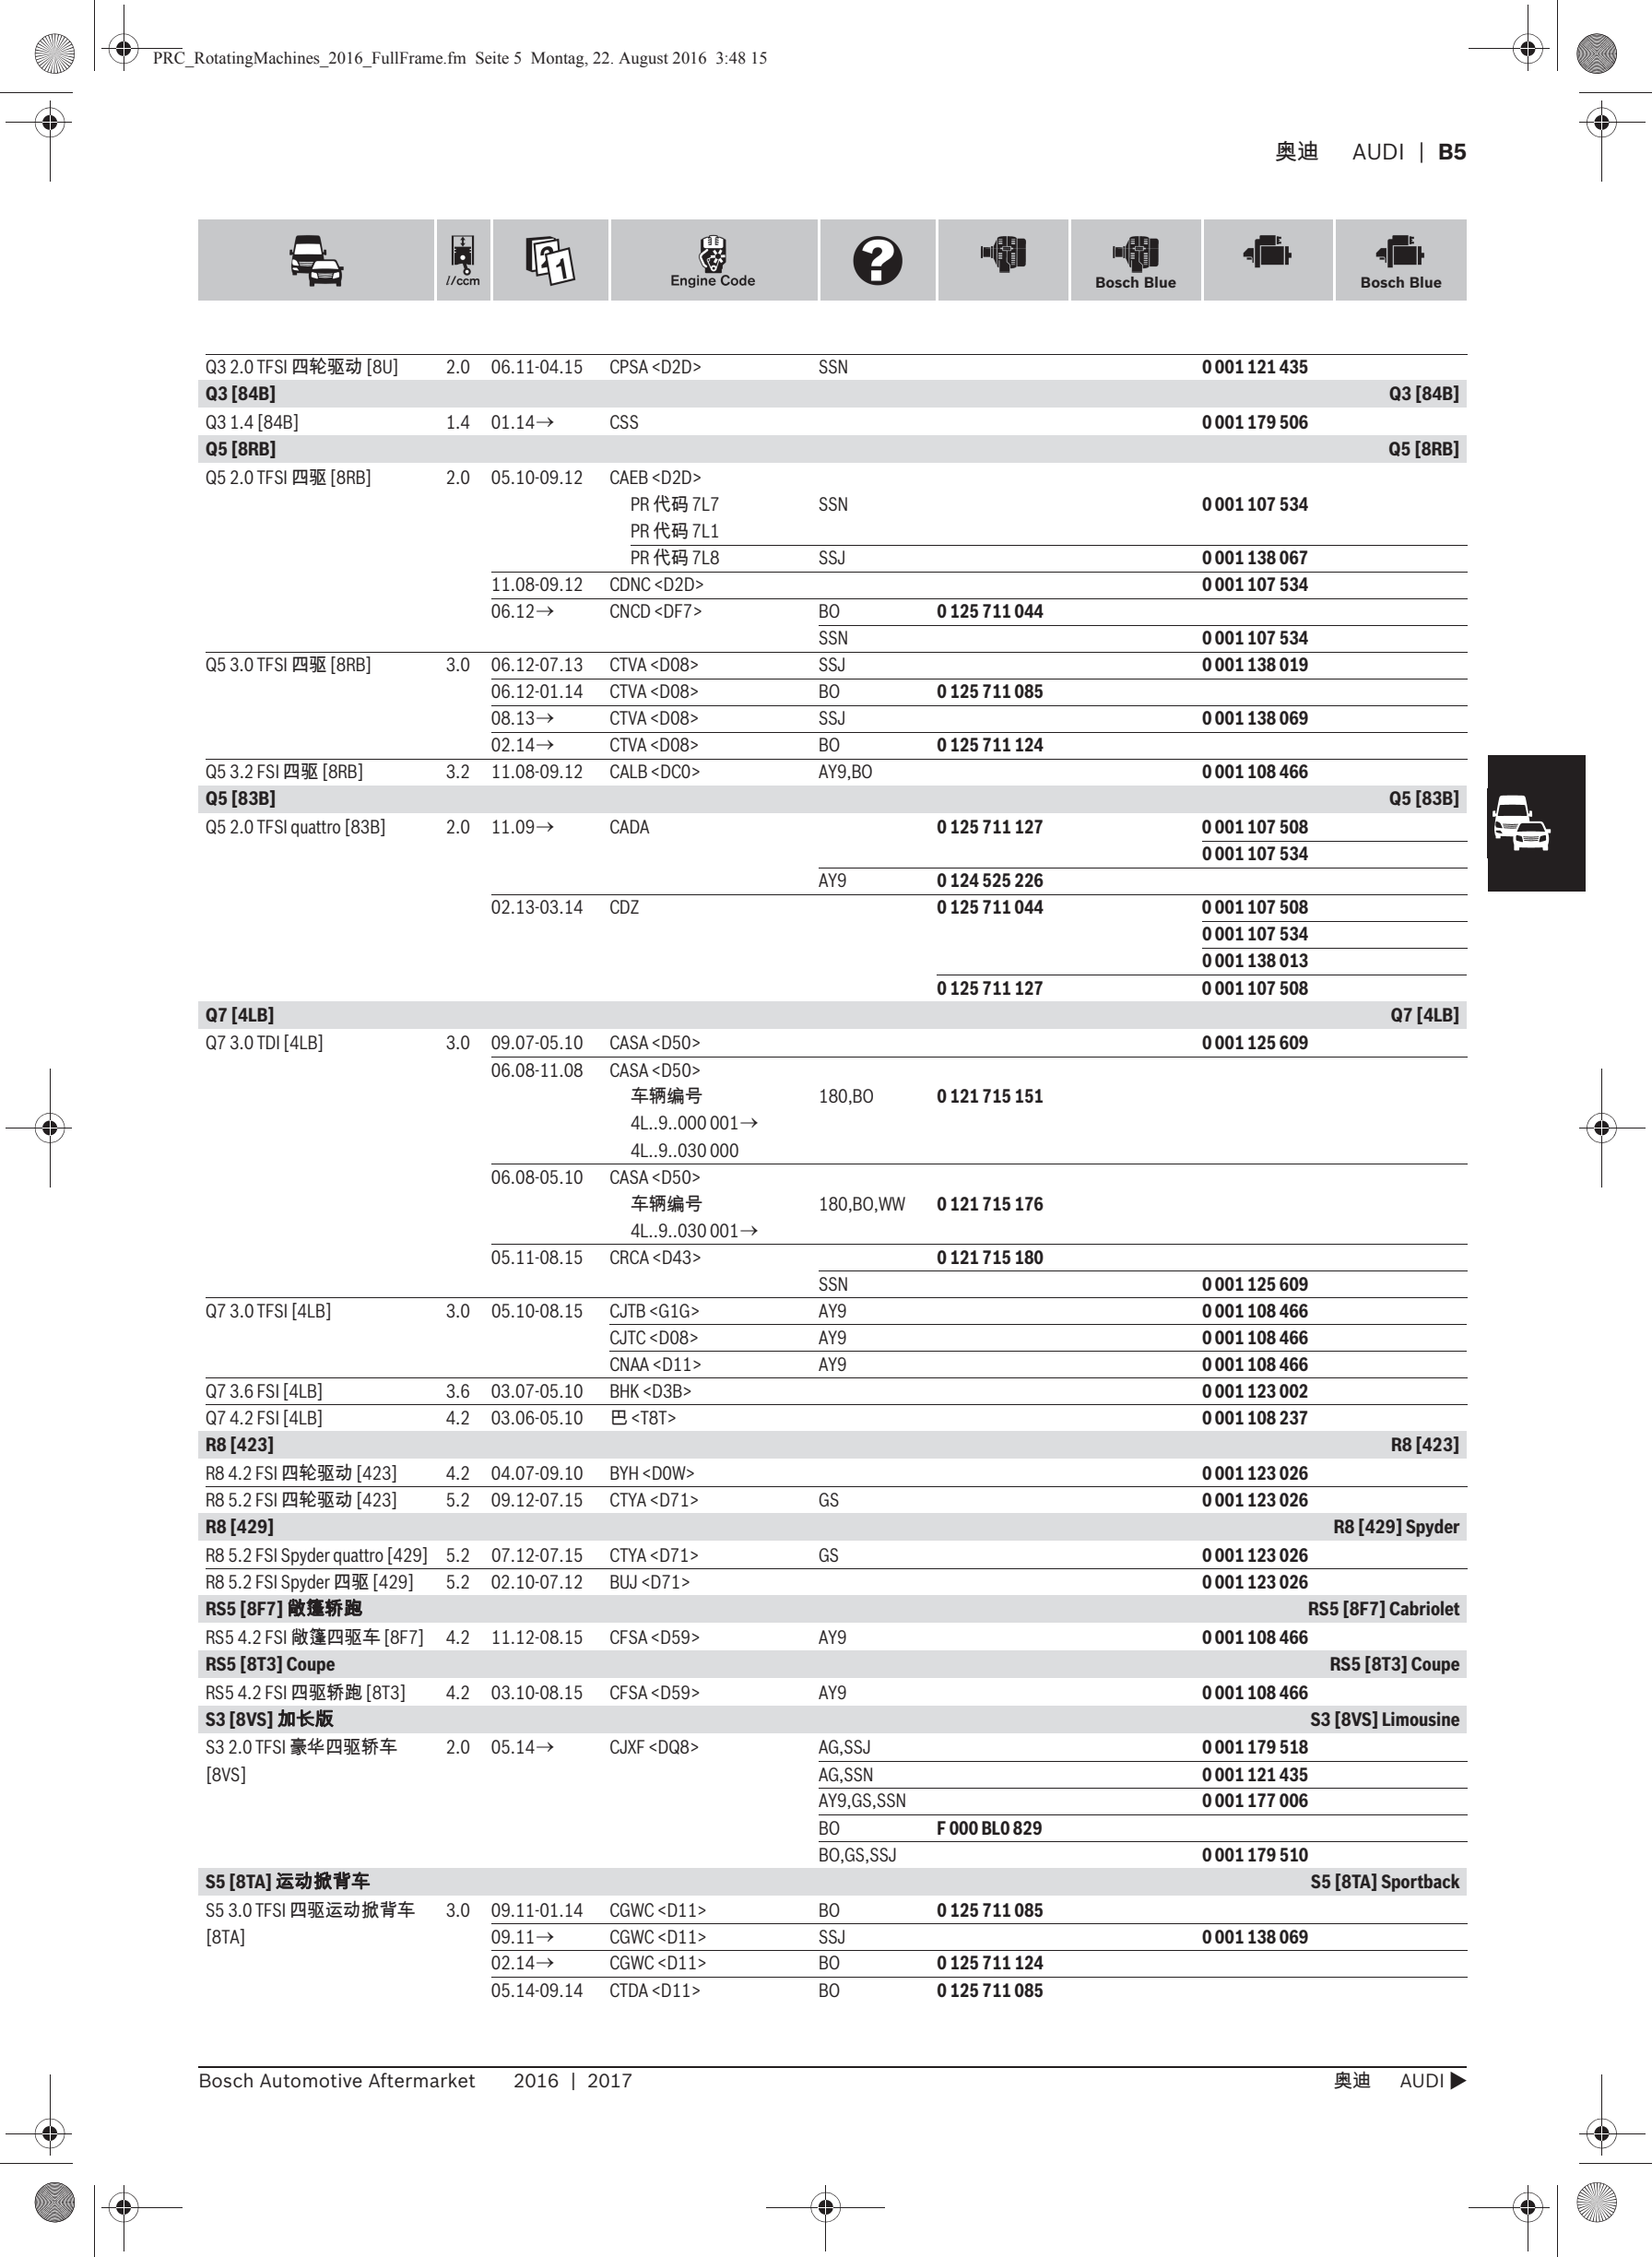 PRC_RotatingMachines_2016_FullFrame.fm Seite 5 Montag, 22. August 2016 3:48 15
奥迪 AUDI | B5
l/ccm 2 1 Engine Code ? Bosch Blue Bosch Blue
Q3 2.0 TFSI 四轮驱动 [8U] 2.0 06.11-04.15 CPSA <D2D> SSN 0 001 121 435
Q3 [84B] Q3 [84B]
Q3 1.4 [84B] 1.4 01.14→ CSS 0 001 179 506
Q5 [8RB] Q5 [8RB]
Q5 2.0 TFSI 四驱 [8RB] 2.0 05.10-09.12 CAEB <D2D>
PR 代码 7L7 SSN 0 001 107 534
PR 代码 7L1
PR 代码 7L8 SSJ 0 001 138 067
11.08-09.12 CDNC <D2D> 0 001 107 534
06.12→ CNCD <DF7> BO 0 125 711 044
SSN 0 001 107 534
Q5 3.0 TFSI 四驱 [8RB] 3.0 06.12-07.13 CTVA <D08> SSJ 0 001 138 019
06.12-01.14 CTVA <D08> BO 0 125 711 085
08.13→ CTVA <D08> SSJ 0 001 138 069
02.14→ CTVA <D08> BO 0 125 711 124
Q5 3.2 FSI 四驱 [8RB] 3.2 11.08-09.12 CALB <DC0> AY9,BO 0 001 108 466
Q5 [83B] Q5 [83B]
Q5 2.0 TFSI quattro [83B] 2.0 11.09→ CADA 0 125 711 127 0 001 107 508
0 001 107 534
AY9 0 124 525 226
02.13-03.14 CDZ 0 125 711 044 0 001 107 508
0 001 107 534
0 001 138 013
0 125 711 127 0 001 107 508
Q7 [4LB] Q7 [4LB]
Q7 3.0 TDI [4LB] 3.0 09.07-05.10 CASA <D50> 0 001 125 609
06.08-11.08 CASA <D50>
车辆编号 180,BO 0 121 715 151
4L..9..000 001→
4L..9..030 000
06.08-05.10 CASA <D50>
车辆编号 180,BO,WW 0 121 715 176
4L..9..030 001→
05.11-08.15 CRCA <D43> 0 121 715 180
SSN 0 001 125 609
Q7 3.0 TFSI [4LB] 3.0 05.10-08.15 CJTB <G1G> AY9 0 001 108 466
CJTC <D08> AY9 0 001 108 466
CNAA <D11> AY9 0 001 108 466
Q7 3.6 FSI [4LB] 3.6 03.07-05.10 BHK <D3B> 0 001 123 002
Q7 4.2 FSI [4LB] 4.2 03.06-05.10 巴 <T8T> 0 001 108 237
R8 [423] R8 [423]
R8 4.2 FSI 四轮驱动 [423] 4.2 04.07-09.10 BYH <D0W> 0 001 123 026
R8 5.2 FSI 四轮驱动 [423] 5.2 09.12-07.15 CTYA <D71> GS 0 001 123 026
R8 [429] R8 [429] Spyder
R8 5.2 FSI Spyder quattro [429] 5.2 07.12-07.15 CTYA <D71> GS 0 001 123 026
R8 5.2 FSI Spyder 四驱 [429] 5.2 02.10-07.12 BUJ <D71> 0 001 123 026
RS5 [8F7] 敞篷轿跑 RS5 [8F7] Cabriolet
RS5 4.2 FSI 敞篷四驱车 [8F7] 4.2 11.12-08.15 CFSA <D59> AY9 0 001 108 466
RS5 [8T3] Coupe RS5 [8T3] Coupe
RS5 4.2 FSI 四驱轿跑 [8T3] 4.2 03.10-08.15 CFSA <D59> AY9 0 001 108 466
S3 [8VS] 加长版 S3 [8VS] Limousine
S3 2.0 TFSI 豪华四驱轿车 2.0 05.14→ CJXF <DQ8> AG,SSJ 0 001 179 518
[8VS] AG,SSN 0 001 121 435
AY9,GS,SSN 0 001 177 006
BO F 000 BL0 829
BO,GS,SSJ 0 001 179 510
S5 [8TA] 运动掀背车 S5 [8TA] Sportback
S5 3.0 TFSI 四驱运动掀背车 3.0 09.11-01.14 CGWC <D11> BO 0 125 711 085
[8TA] 09.11→ CGWC <D11> SSJ 0 001 138 069
02.14→ CGWC <D11> BO 0 125 711 124
05.14-09.14 CTDA <D11> BO 0 125 711 085
Bosch Automotive Aftermarket 2016 | 2017 奥迪 AUDI